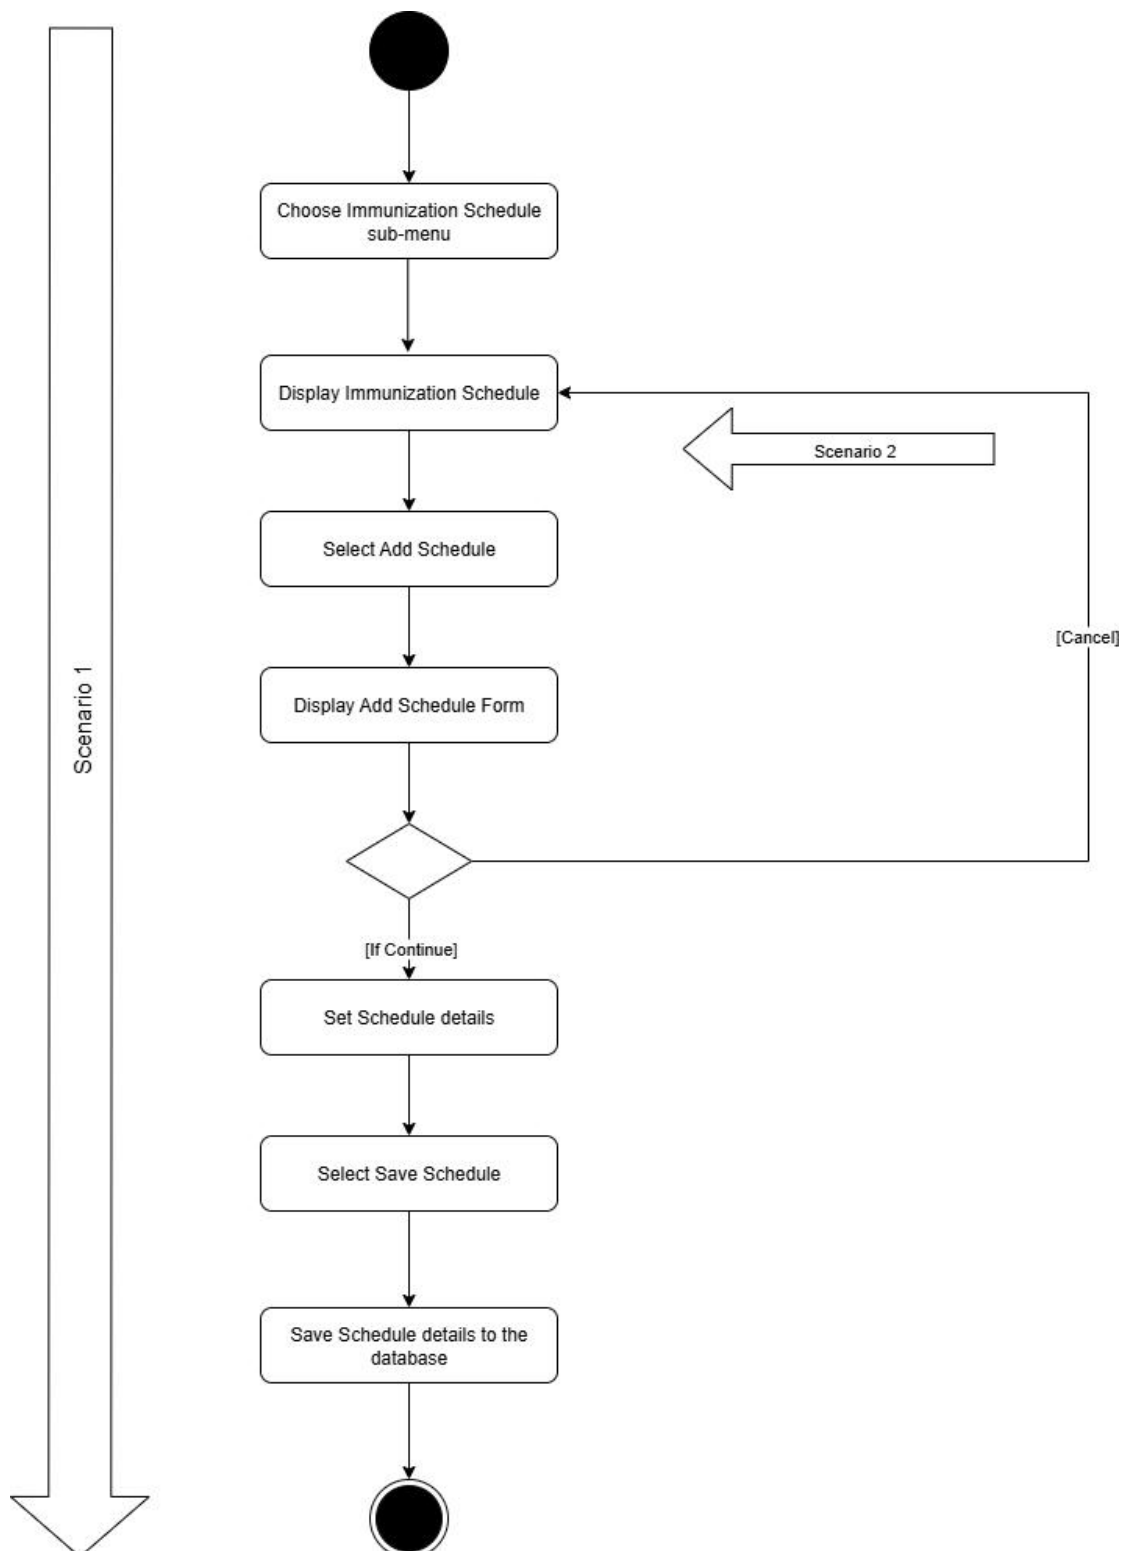 Choose Immunization Schedule
sub-menu
Display Immunization Schedule
Scenario 2
Select Add Schedule
[Cancel]
Scenario 1
Display Add Schedule Form
[If Continue]
Set Schedule details
Select Save Schedule
Save Schedule details to the
database